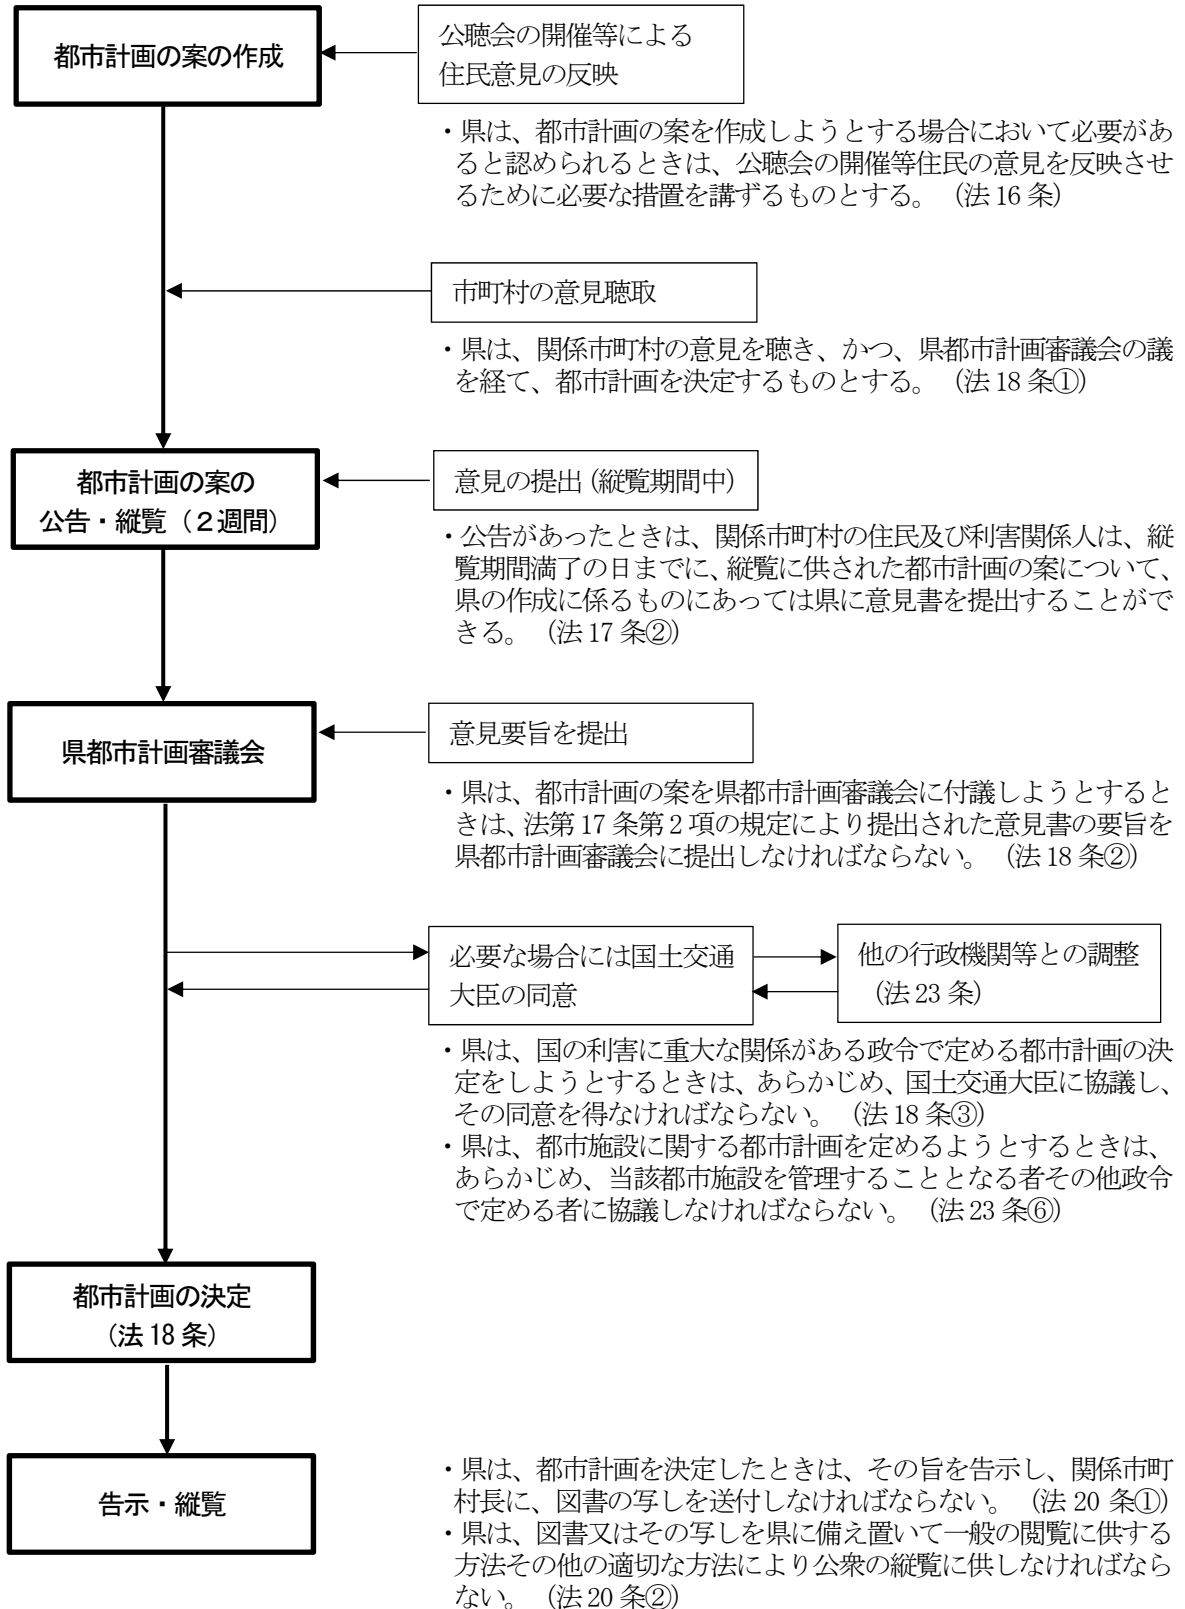 都市計画の案の作成
公聴会の開催等による
住民意見の反映
・県は、都市計画の案を作成しようとする場合において必要があ
ると認められるときは、公聴会の開催等住民の意見を反映させ
るために必要な措置を講ずるものとする。（法16条）
市町村の意見聴取
・県は、関係市町村の意見を聴き、かつ、県都市計画審議会の議
を経て、都市計画を決定するものとする。（法18条①）
都市計画の案の
公告・縦覧（２週間）
意見の提出（縦覧期間中）
・公告があったときは、関係市町村の住民及び利害関係人は、縦
覧期間満了の日までに、縦覧に供された都市計画の案について、
県の作成に係るものにあっては県に意見書を提出することがで
きる。（法17条②）
県都市計画審議会
意見要旨を提出
・県は、都市計画の案を県都市計画審議会に付議しようとすると
きは、法第17条第2項の規定により提出された意見書の要旨を
県都市計画審議会に提出しなければならない。（法18条②）
必要な場合には国土交通
大臣の同意
他の行政機関等との調整
（法23条）
・県は、国の利害に重大な関係がある政令で定める都市計画の決
定をしようとするときは、あらかじめ、国土交通大臣に協議し、
その同意を得なければならない。（法18条③）
・県は、都市施設に関する都市計画を定めるようとするときは、
あらかじめ、当該都市施設を管理することとなる者その他政令
で定める者に協議しなければならない。（法23条⑥）
都市計画の決定
（法18条）
告示・縦覧
・県は、都市計画を決定したときは、その旨を告示し、関係市町
村長に、図書の写しを送付しなければならない。（法20条①）
・県は、図書又はその写しを県に備え置いて一般の閲覧に供する
方法その他の適切な方法により公衆の縦覧に供しなければなら
ない。（法20条②）